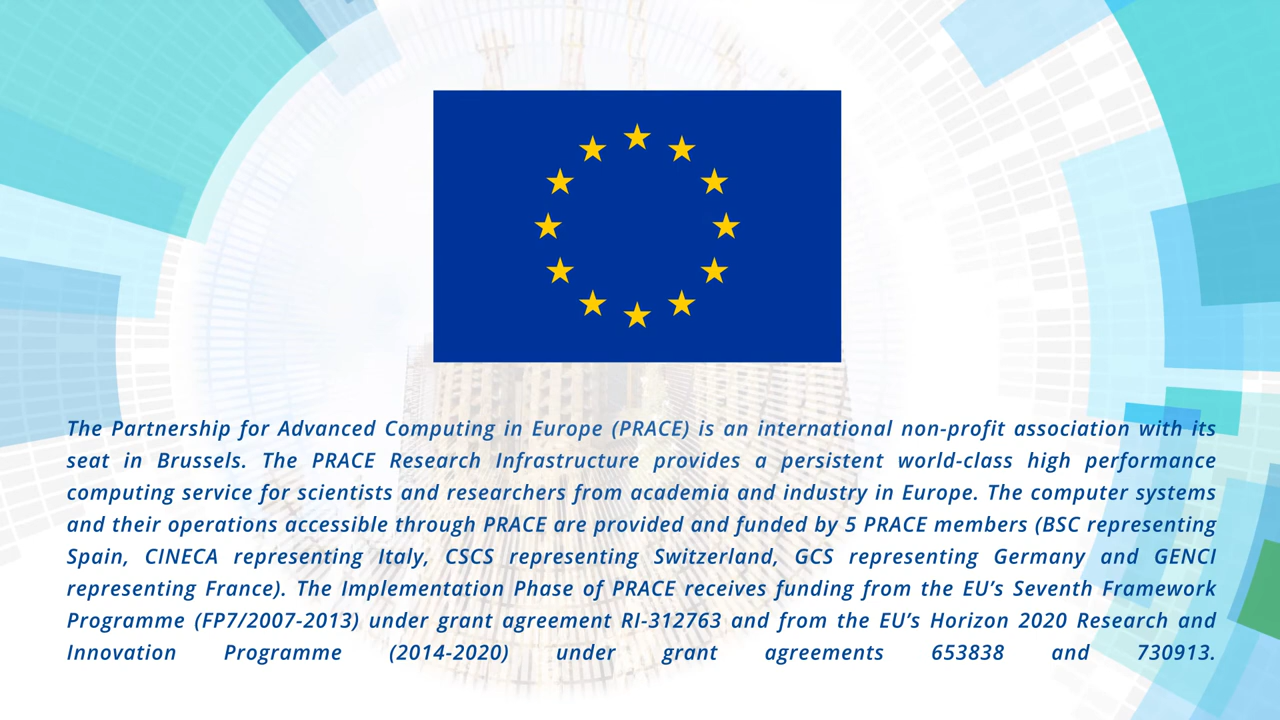 The Partnership for Advanced Computing in Europe (PRACE) is an international non-profit association with its
seat in Brussels. The PRACE Research Infrastructure provides a persistent world-class high performance
computing service for scientists and researchers from academia and industry in Europe. The computer systems
and their operations accessible through PRACE are provided and funded by 5 PRACE members (BSC representing
Spain, CINECA representing Italy, CSCS representing Switzerland, GCS representing Germany and GENCI
representing France). The Implementation Phase of PRACE receives funding from the EU’s Seventh Framework
Programme (FP7/2007-2013) under grant agreement RI-312763 and from the EU’s Horizon 2020 Research and
Innovation Programme (2014-2020) under grant agreements 653838 and 730913.